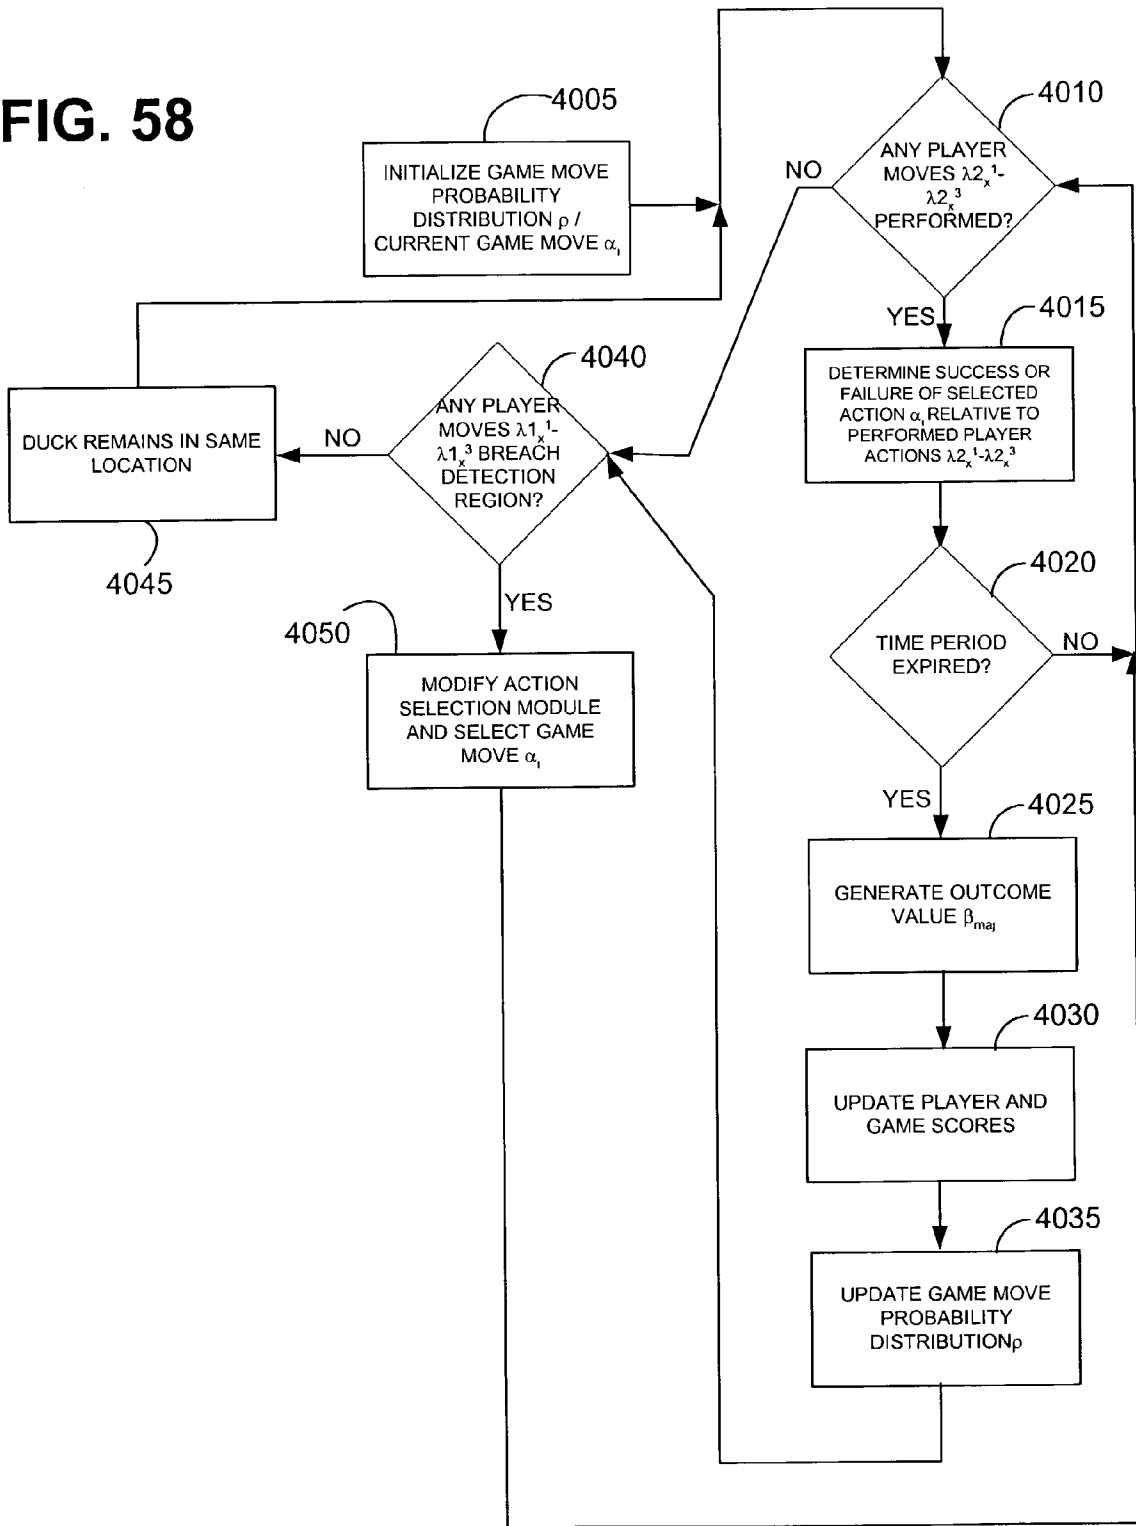 FIG. 58
4005
INITIALIZE GAME MOVE
PROBABILITY
DISTRIBUTION ρ /
CURRENT GAME MOVE αᵢ
4010
ANY PLAYER
MOVES λ2ₓ¹-
λ2ₓ³
PERFORMED?
NO
YES
4015
DETERMINE SUCCESS OR
FAILURE OF SELECTED
ACTION αᵢ RELATIVE TO
PERFORMED PLAYER
ACTIONS λ2ₓ¹-λ2ₓ³
4040
ANY PLAYER
MOVES λ1ₓ¹-
λ1ₓ³ BREACH
DETECTION
REGION?
NO
DUCK REMAINS IN SAME
LOCATION
4045
YES
4050
MODIFY ACTION
SELECTION MODULE
AND SELECT GAME
MOVE αᵢ
4020
TIME PERIOD
EXPIRED?
NO
YES
4025
GENERATE OUTCOME
VALUE β_maj
4030
UPDATE PLAYER AND
GAME SCORES
4035
UPDATE GAME MOVE
PROBABILITY
DISTRIBUTIONρ